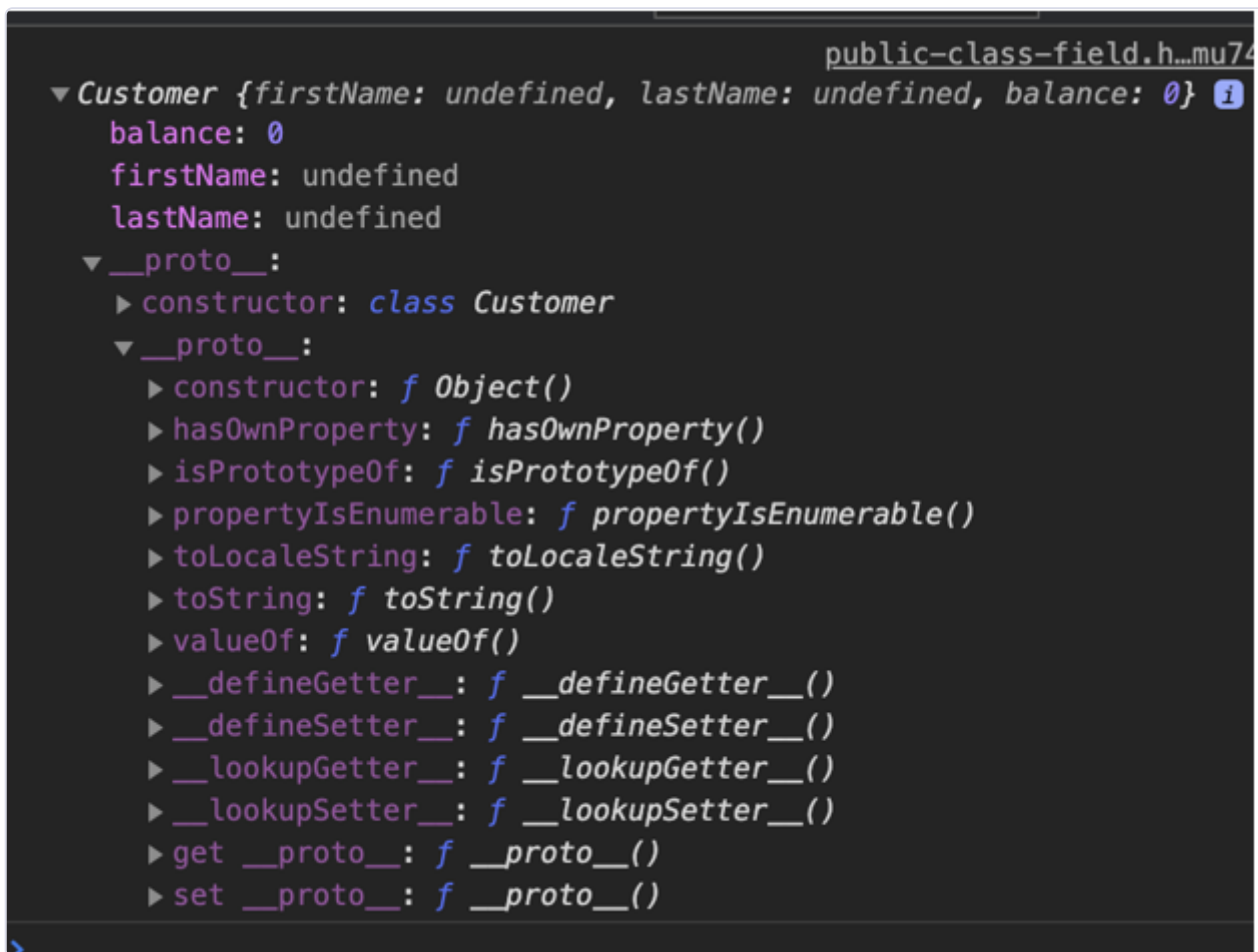 public-class-field.h…mu74
▼Customer {firstName: undefined, lastName: undefined, balance: 0} i
balance: 0
firstName: undefined
lastName: undefined
▼__proto__:
▶constructor: class Customer
▼__proto__:
▶constructor: ƒ Object()
▶hasOwnProperty: ƒ hasOwnProperty()
▶isPrototypeOf: ƒ isPrototypeOf()
▶propertyIsEnumerable: ƒ propertyIsEnumerable()
▶toLocaleString: ƒ toLocaleString()
▶toString: ƒ toString()
▶valueOf: ƒ valueOf()
▶__defineGetter__: ƒ __defineGetter__()
▶__defineSetter__: ƒ __defineSetter__()
▶__lookupGetter__: ƒ __lookupGetter__()
▶__lookupSetter__: ƒ __lookupSetter__()
▶get __proto__: ƒ __proto__()
▶set __proto__: ƒ __proto__()